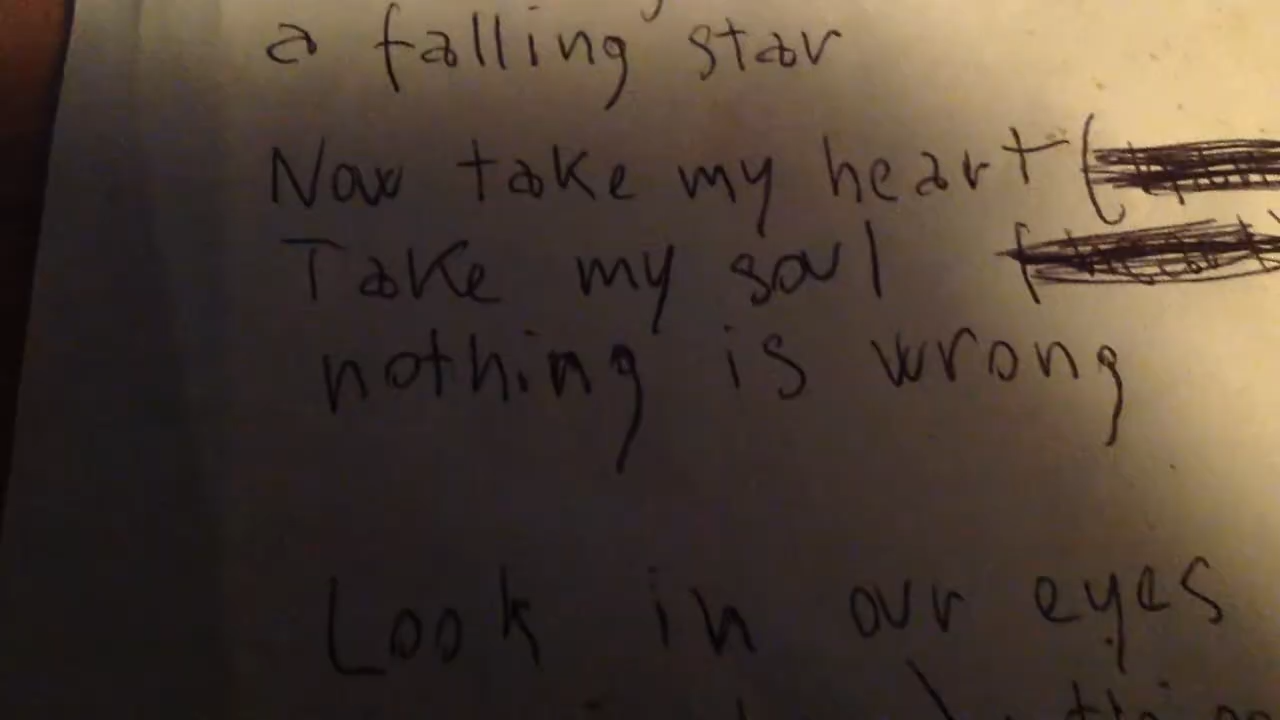 a falling star
Now take my heart (
Take my soul (
nothing is wrong
Look in our eyes